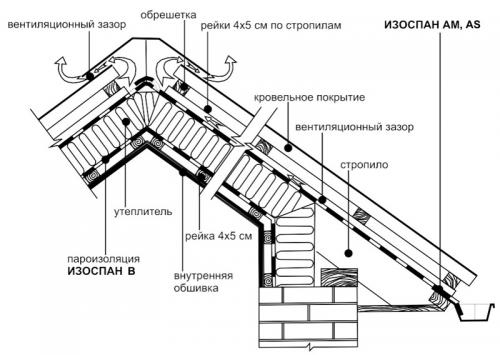 обрешетка
вентиляционный зазор
рейки 4х5 см по стропилам
ИЗОСПАН АМ, AS
кровельное покрытие
вентиляционный зазор
стропило
утеплитель
рейка 4х5 см
пароизоляция
ИЗОСПАН В
внутренняя
обшивка